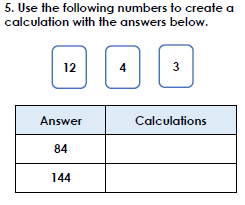 5. Use the following numbers to create a
calculation with the answers below.
12 4 3
Answer Calculations
84
144